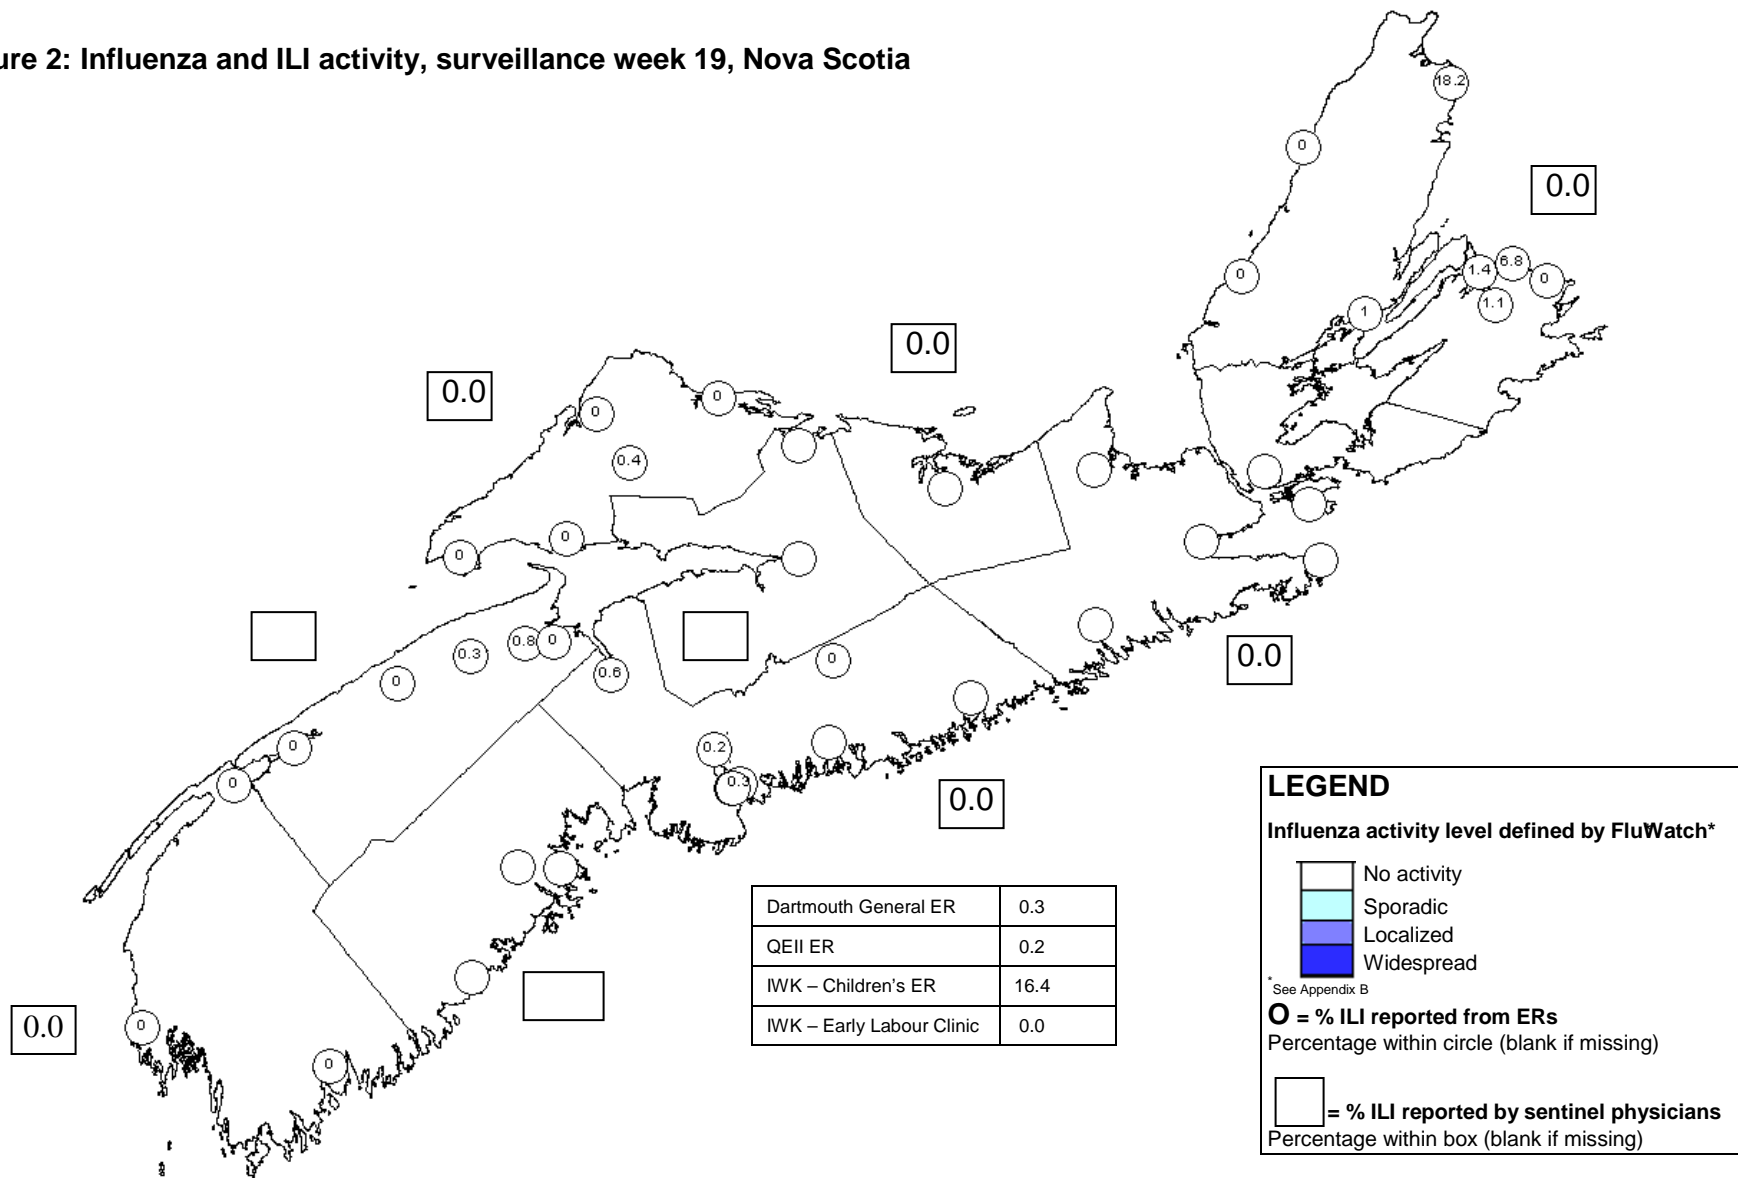 ure 2: Influenza and ILI activity, surveillance week 19, Nova Scotia
18.2
0
0.0
0
1.4
6.8
0
1.1
1
0.0
0.0
0
0
0.4
0
0
0.3
0.8
0
0.6
0
0
0.0
0
0
0.2
0.3
0.0
0.0
0
0
Dartmouth General ER 0.3
QEII ER 0.2
IWK – Children's ER 16.4
IWK – Early Labour Clinic 0.0
LEGEND
Influenza activity level defined by FluWatch*
No activity
Sporadic
Localized
Widespread
*See Appendix B
O = % ILI reported from ERs
Percentage within circle (blank if missing)
= % ILI reported by sentinel physicians
Percentage within box (blank if missing)